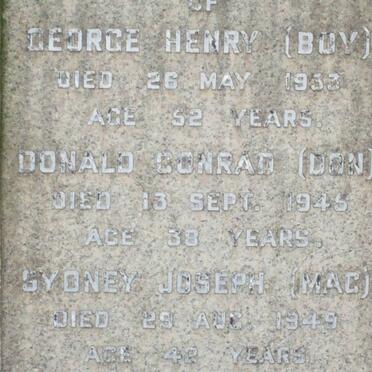 OF
GEORGE HENRY (BOY)
DIED 26 MAY 1933
AGE 52 YEARS.
DONALD CONRAD (DON)
DIED 13 SEPT. 1945
AGE 38 YEARS.
SYDNEY JOSEPH (MAC)
DIED 29 AUG. 1949
AGE 42 YEARS.